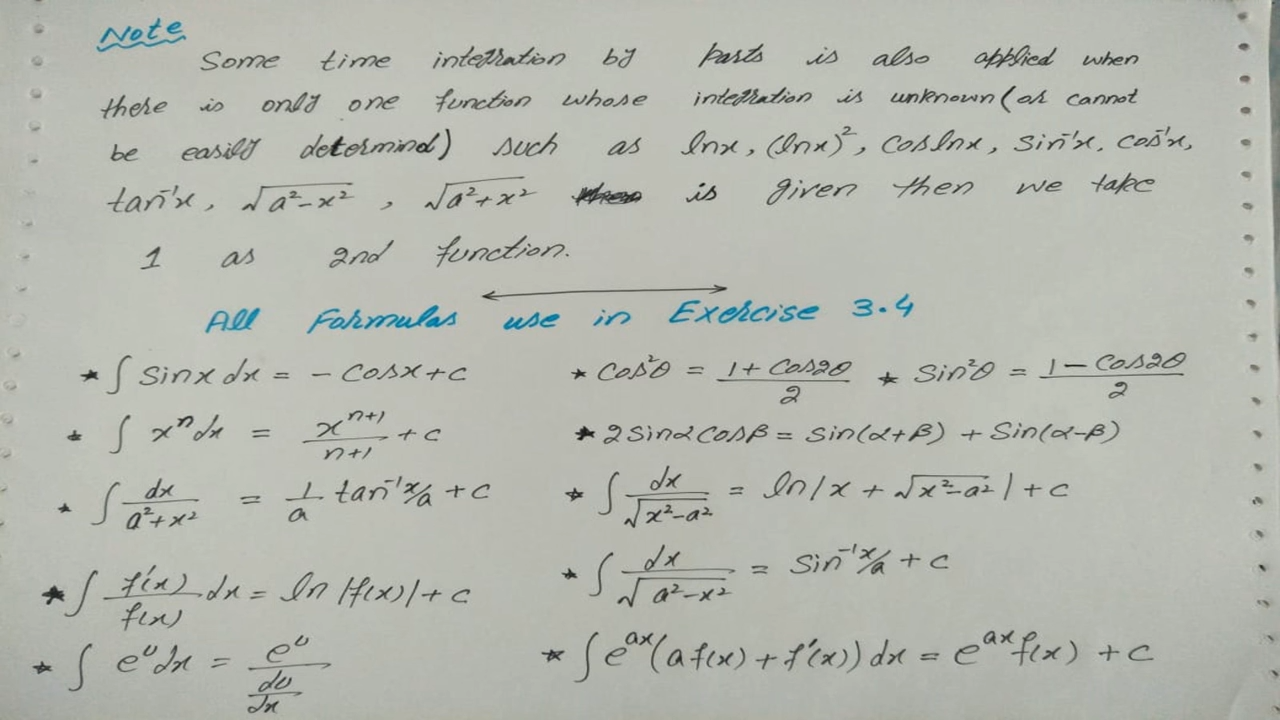 Note
Some time integration by parts is also applied when
there is only one function whose integration is unknown (or cannot
be easily determind) such as lnx, (lnx)², coslnx, sin⁻¹x, cos⁻¹x,
tan⁻¹x, √a²-x², √a²+x² is given then we take
1 as 2nd function.
All Formulas use in Exercise 3.4
* ∫ Sinx dx = - Cosx + c * Cos²θ = (1 + Cos2θ)/2 * Sin²θ = (1 - Cos2θ)/2
* ∫ xⁿ dx = xⁿ⁺¹/(n+1) + c * 2 Sinα Cosβ = Sin(α+β) + Sin(α-β)
* ∫ dx/(a²+x²) = 1/a tan⁻¹ x/a + c * ∫ dx/√(x²-a²) = ln|x + √(x²-a²)| + c
* ∫ f'(x)/f(x) dx = ln |f(x)| + c * ∫ dx/√(a²-x²) = Sin⁻¹ x/a + c
* ∫ eᵁ dx = eᵁ/(dU/dx) * ∫ eᵃˣ (a f(x) + f'(x)) dx = eᵃˣ f(x) + c